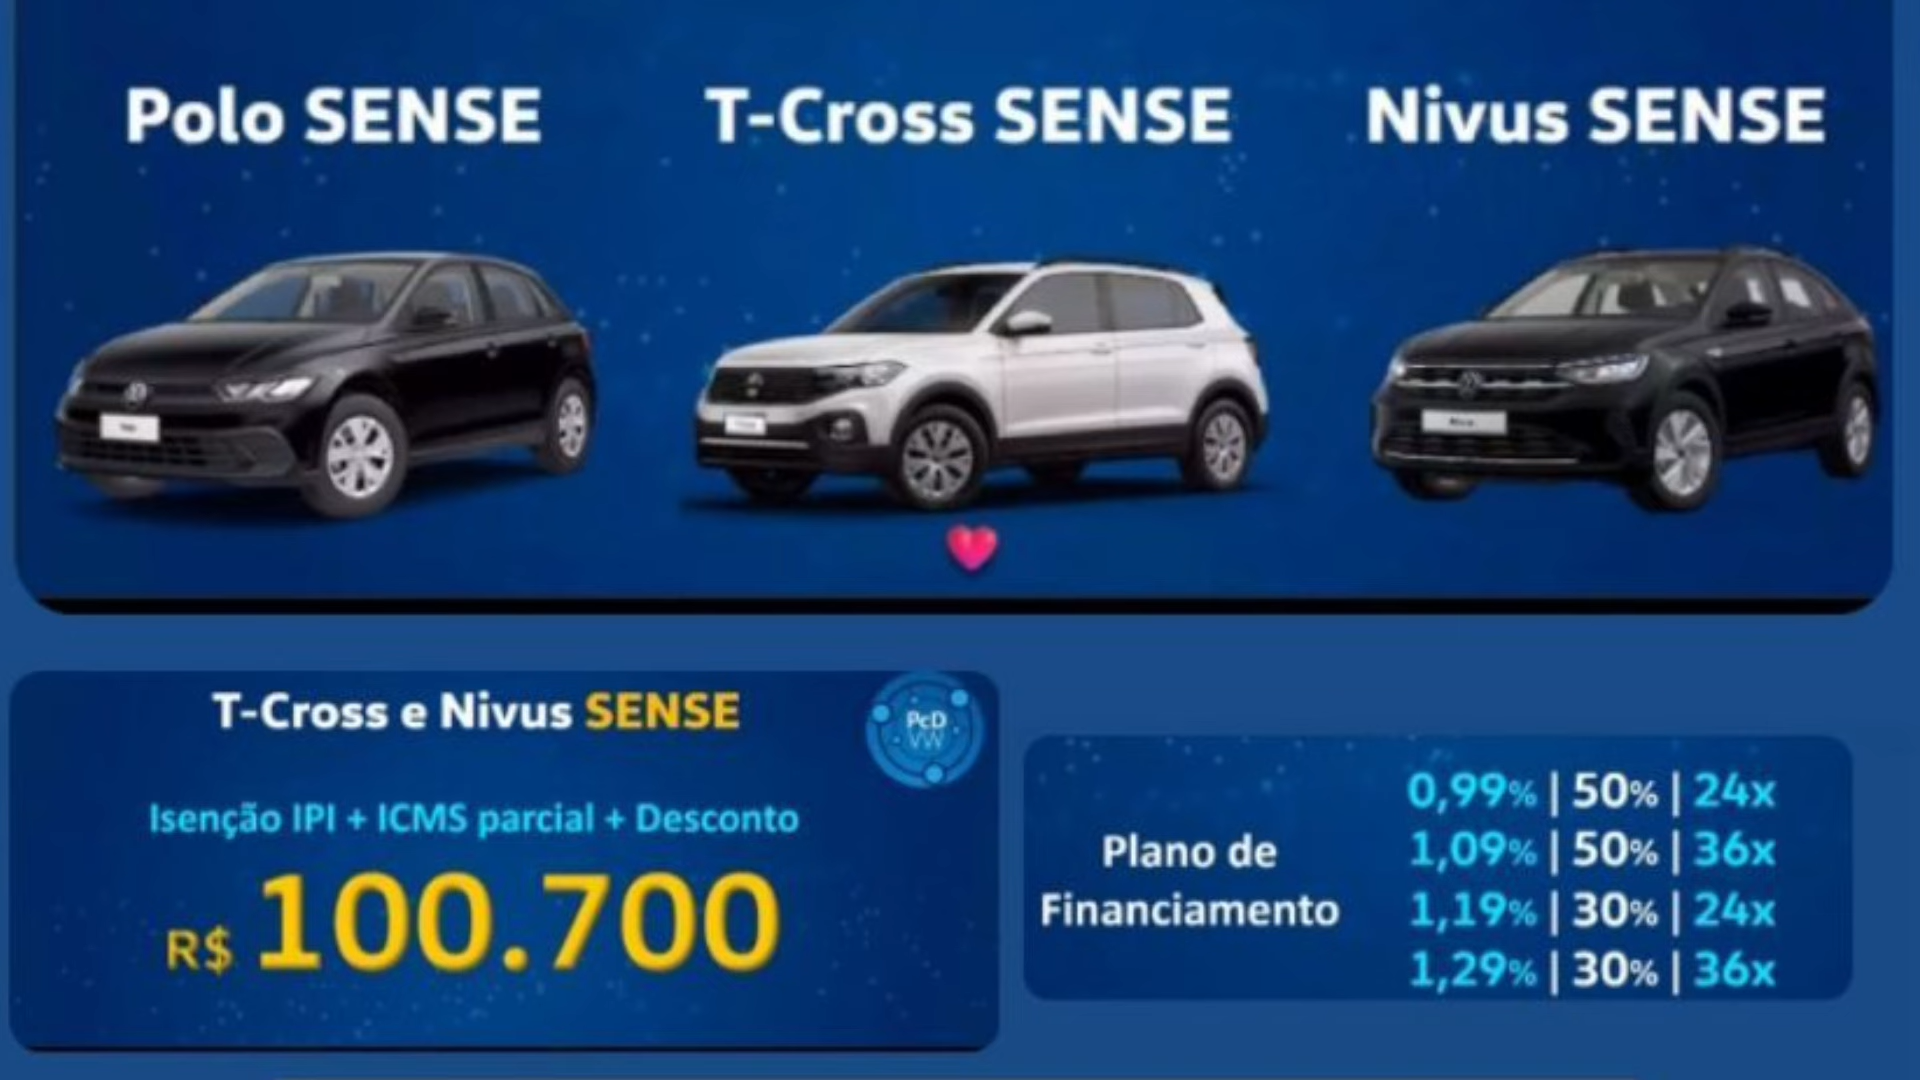 Polo SENSE
T-Cross SENSE
Nivus SENSE
T-Cross e Nivus SENSE
PcD
VW
Isenção IPI + ICMS parcial + Desconto
R$ 100.700
Plano de
Financiamento
0,99% | 50% | 24x
1,09% | 50% | 36x
1,19% | 30% | 24x
1,29% | 30% | 36x